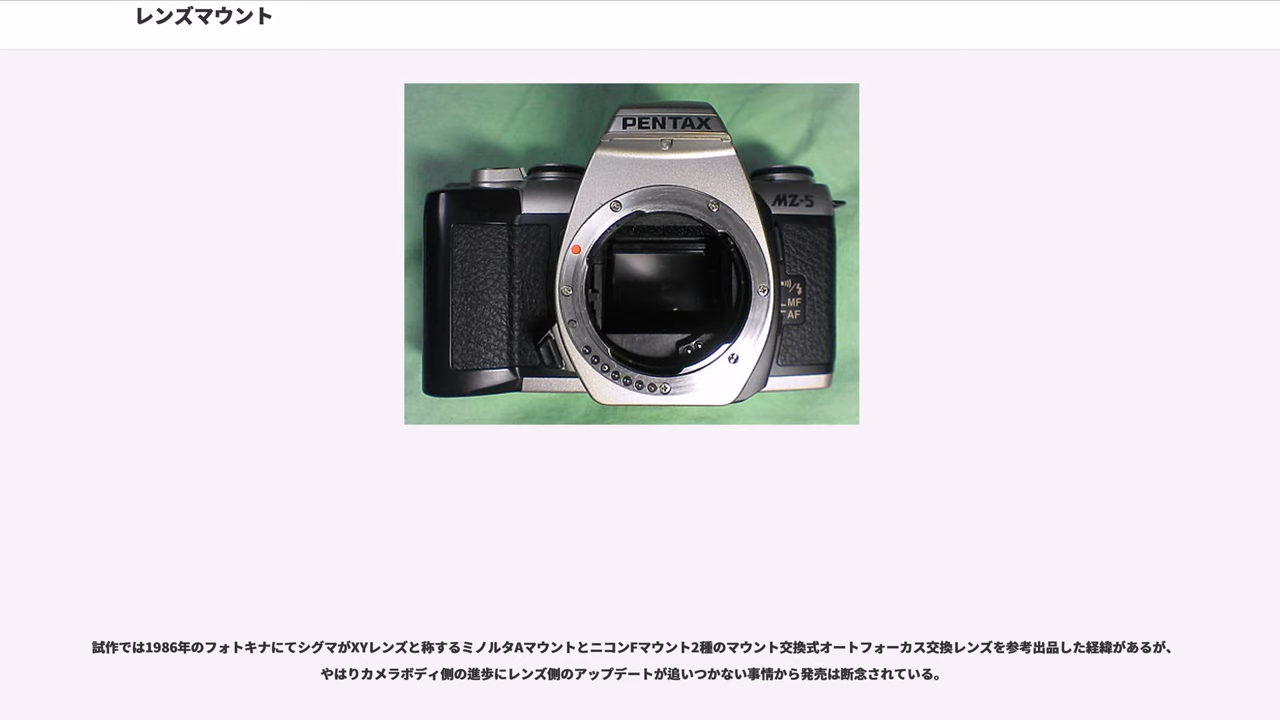 レンズマウント
PENTAX
MZ-5
MF
AF
試作では1986年のフォトキナにてシグマがXYレンズと称するミノルタAマウントとニコンFマウント2種のマウント交換式オートフォーカス交換レンズを参考出品した経緯があるが、
やはりカメラボディ側の進歩にレンズ側のアップデートが追いつかない事情から発売は断念されている。